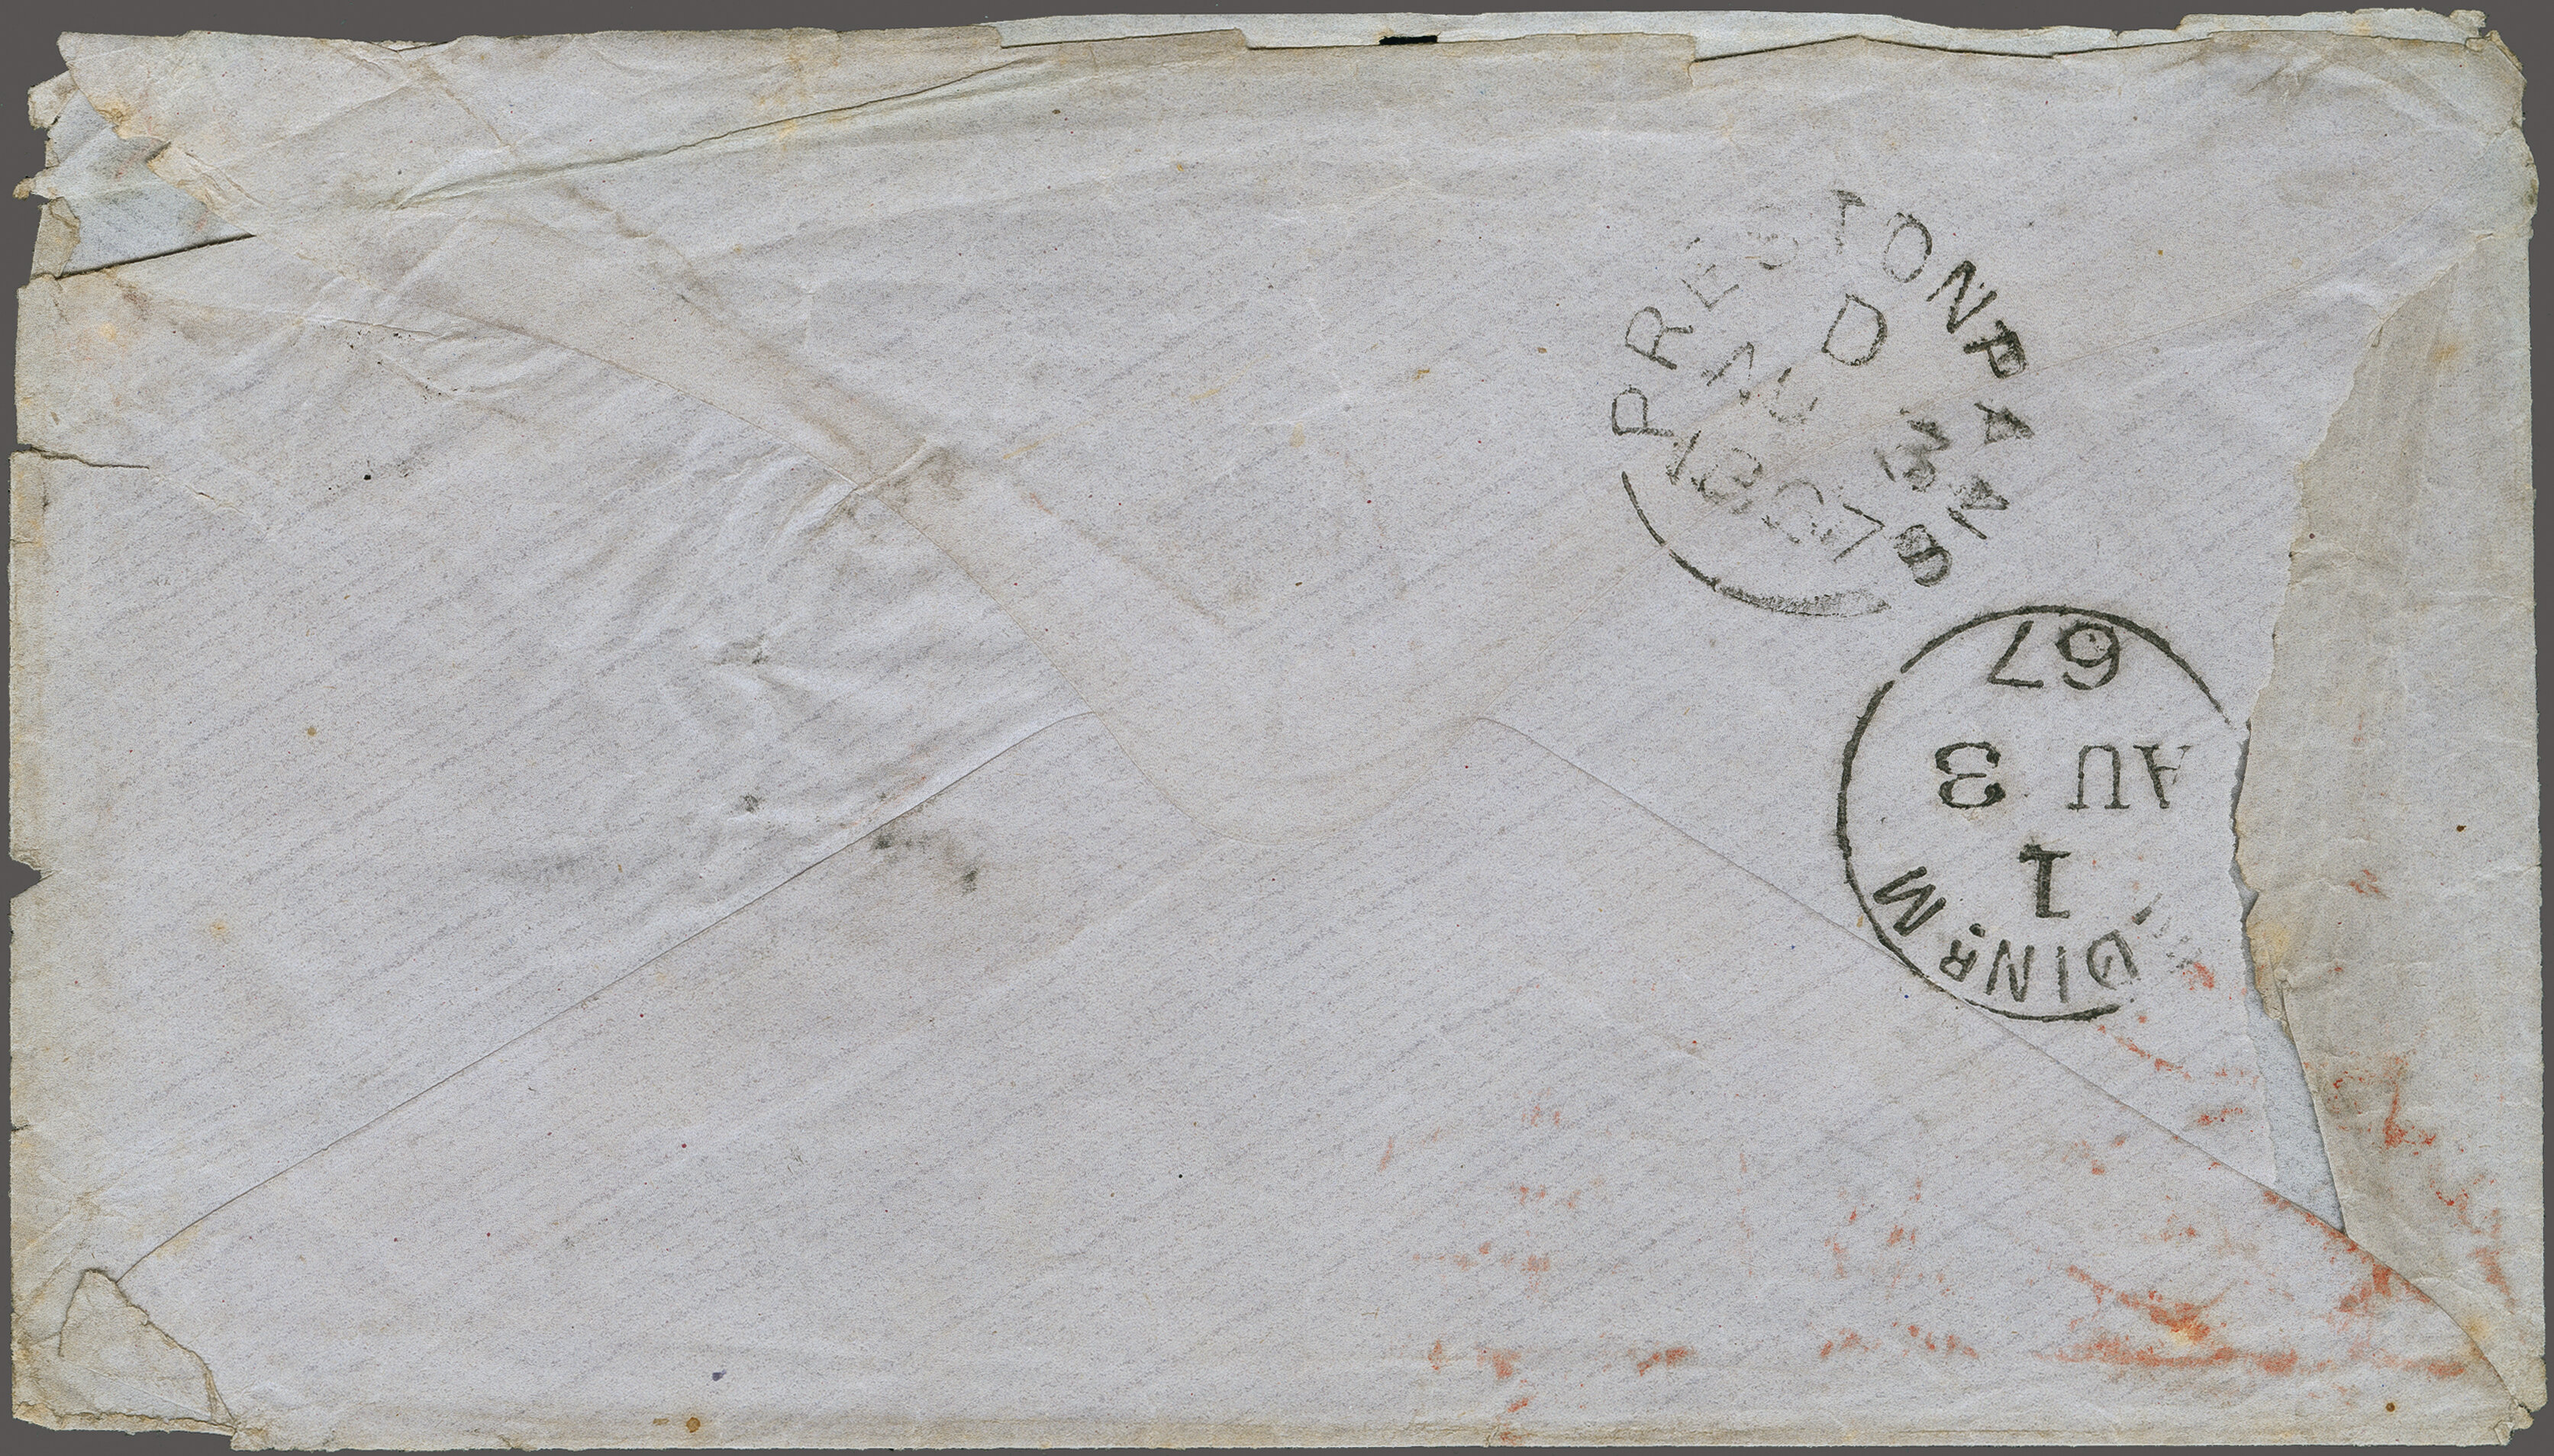 PRESTONPANS
D
AU 3
1867
EDINR. M
1
AU 3
67